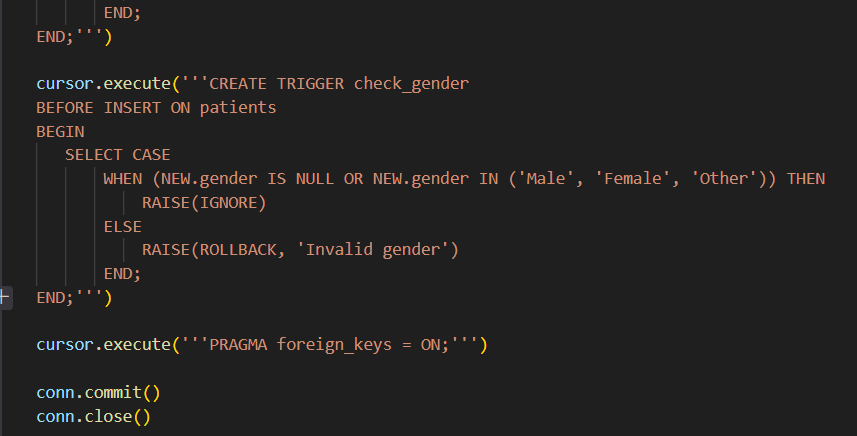 END;
END;''')
cursor.execute('''CREATE TRIGGER check_gender
BEFORE INSERT ON patients
BEGIN
SELECT CASE
WHEN (NEW.gender IS NULL OR NEW.gender IN ('Male', 'Female', 'Other')) THEN
RAISE(IGNORE)
ELSE
RAISE(ROLLBACK, 'Invalid gender')
END;
END;''')
cursor.execute('''PRAGMA foreign_keys = ON;''')
conn.commit()
conn.close()